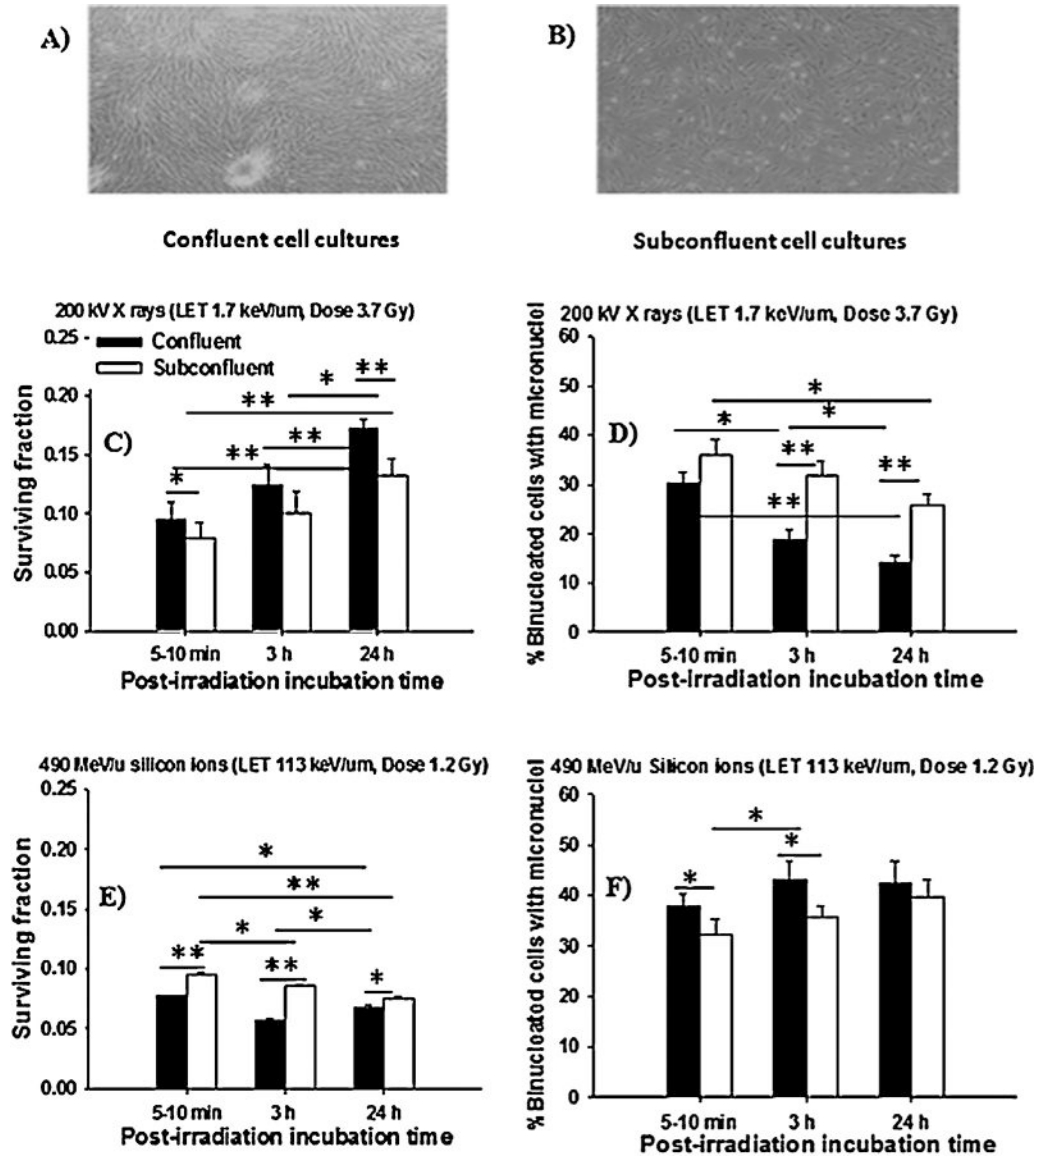 A)
B)
Confluent cell cultures
Subconfluent cell cultures
200 kV X rays (LET 1.7 keV/um, Dose 3.7 Gy)
Confluent
Subconfluent
C)
Surviving fraction
0.25
0.20
0.15
0.10
0.05
0.00
*
**
**
**
*
**
5-10 min
3 h
24 h
Post-irradiation incubation time
200 kV X rays (LET 1.7 keV/um, Dose 3.7 Gy)
D)
% Binucloated cells with micronucloi
60
50
40
30
20
10
0
*
*
*
**
**
**
5-10 min
3 h
24 h
Post-irradiation incubation time
490 MeV/u silicon ions (LET 113 keV/um, Dose 1.2 Gy)
E)
Surviving fraction
0.25
0.20
0.15
0.10
0.05
0.00
*
**
*
*
**
**
*
5-10 min
3 h
24 h
Post-irradiation incubation time
490 MeV/u Silicon ions (LET 113 keV/um, Dose 1.2 Gy)
F)
% Binucloated cells with micronucloi
60
50
40
30
20
10
0
*
*
*
5-10 min
3 h
24 h
Post-irradiation incubation time